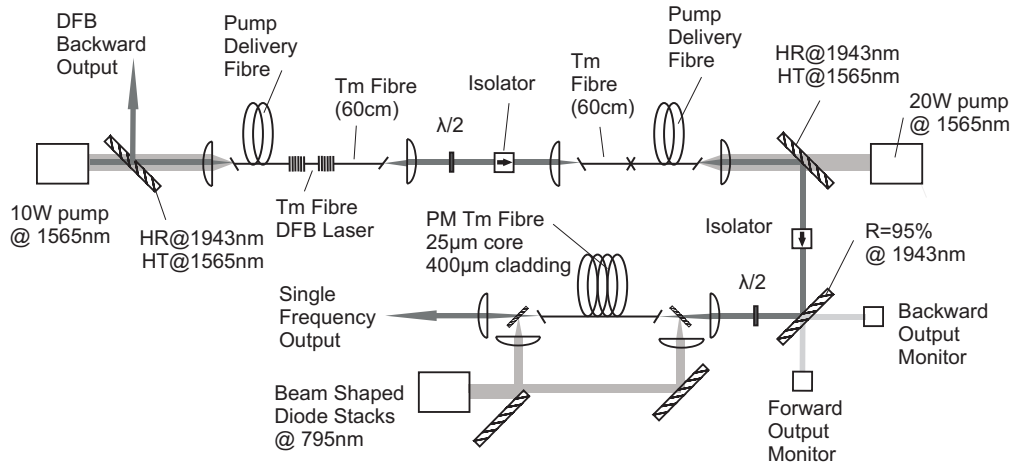 DFB
Backward
Output
Pump
Delivery
Fibre
Tm Fibre
(60cm)
λ/2
Isolator
Tm
Fibre
(60cm)
Pump
Delivery
Fibre
HR@1943nm
HT@1565nm
20W pump
@ 1565nm
10W pump
@ 1565nm
HR@1943nm
HT@1565nm
Tm Fibre
DFB Laser
PM Tm Fibre
25μm core
400μm cladding
Isolator
R=95%
@ 1943nm
λ/2
Single
Frequency
Output
Backward
Output
Monitor
Beam Shaped
Diode Stacks
@ 795nm
Forward
Output
Monitor